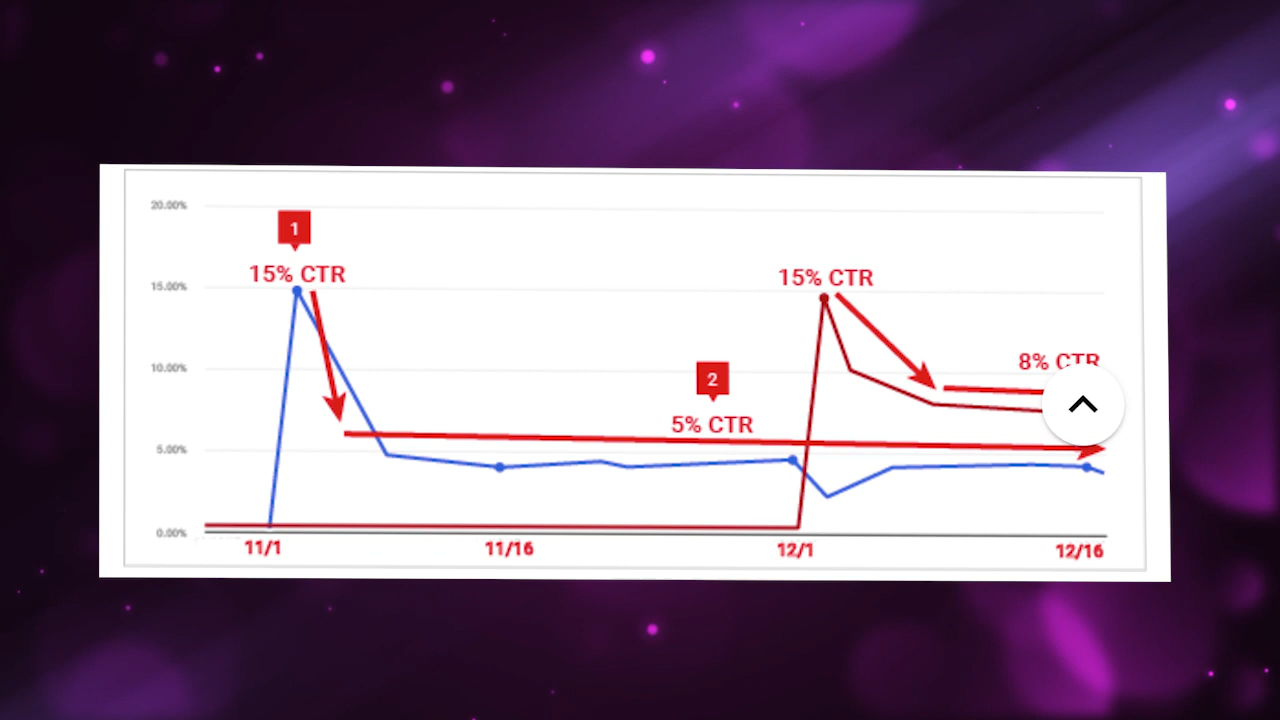 20.00%
1
15% CTR
15% CTR
15.00%
8% CTR
10.00%
2
5% CTR
5.00%
0.00%
11/1
11/16
12/1
12/16